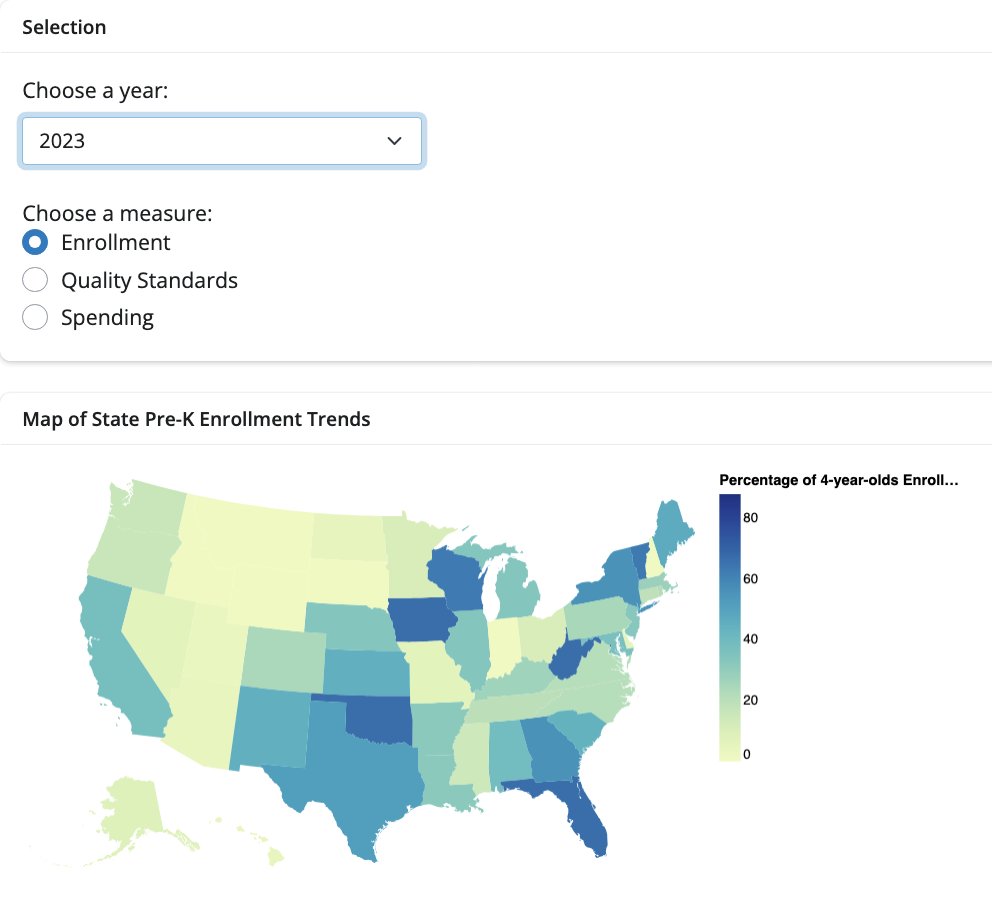 Selection
Choose a year:
2023
Choose a measure:
Enrollment
Quality Standards
Spending
Map of State Pre-K Enrollment Trends
Percentage of 4-year-olds Enroll...
80
60
40
20
0